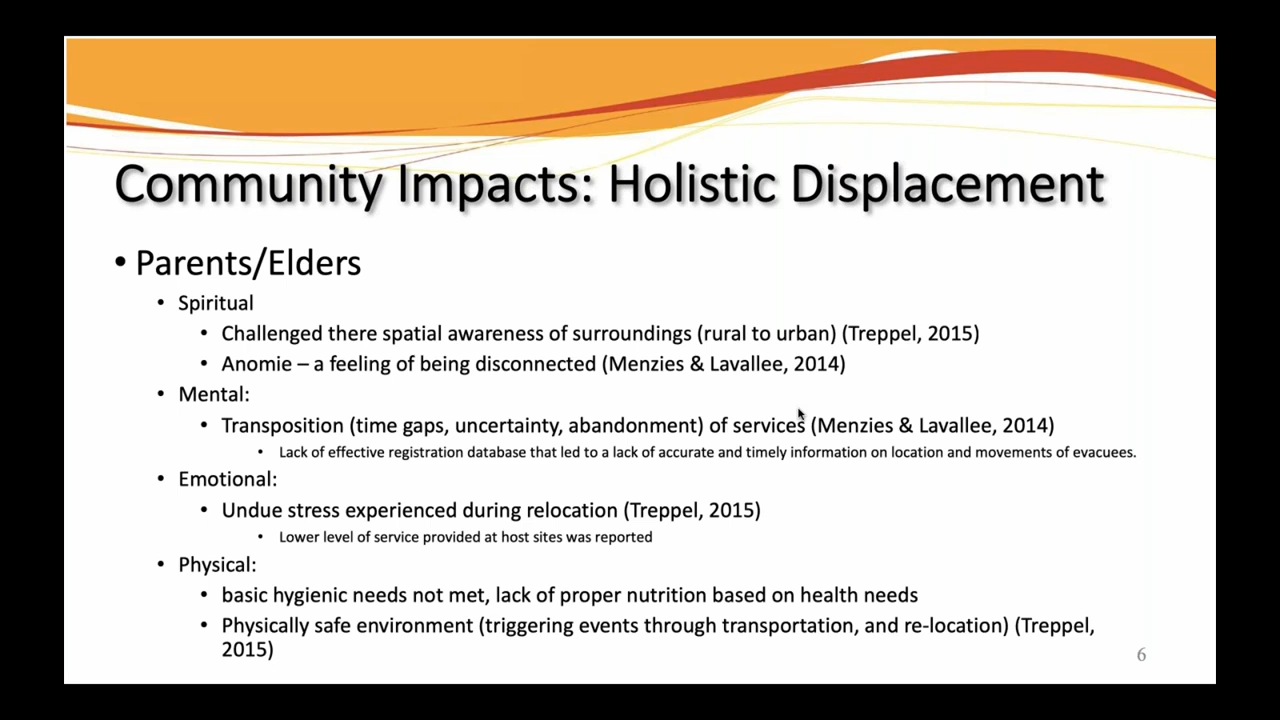 Community Impacts: Holistic Displacement
• Parents/Elders
• Spiritual
• Challenged there spatial awareness of surroundings (rural to urban) (Treppel, 2015)
• Anomie – a feeling of being disconnected (Menzies & Lavallee, 2014)
• Mental:
• Transposition (time gaps, uncertainty, abandonment) of services (Menzies & Lavallee, 2014)
• Lack of effective registration database that led to a lack of accurate and timely information on location and movements of evacuees.
• Emotional:
• Undue stress experienced during relocation (Treppel, 2015)
• Lower level of service provided at host sites was reported
• Physical:
• basic hygienic needs not met, lack of proper nutrition based on health needs
• Physically safe environment (triggering events through transportation, and re-location) (Treppel,
2015)
6